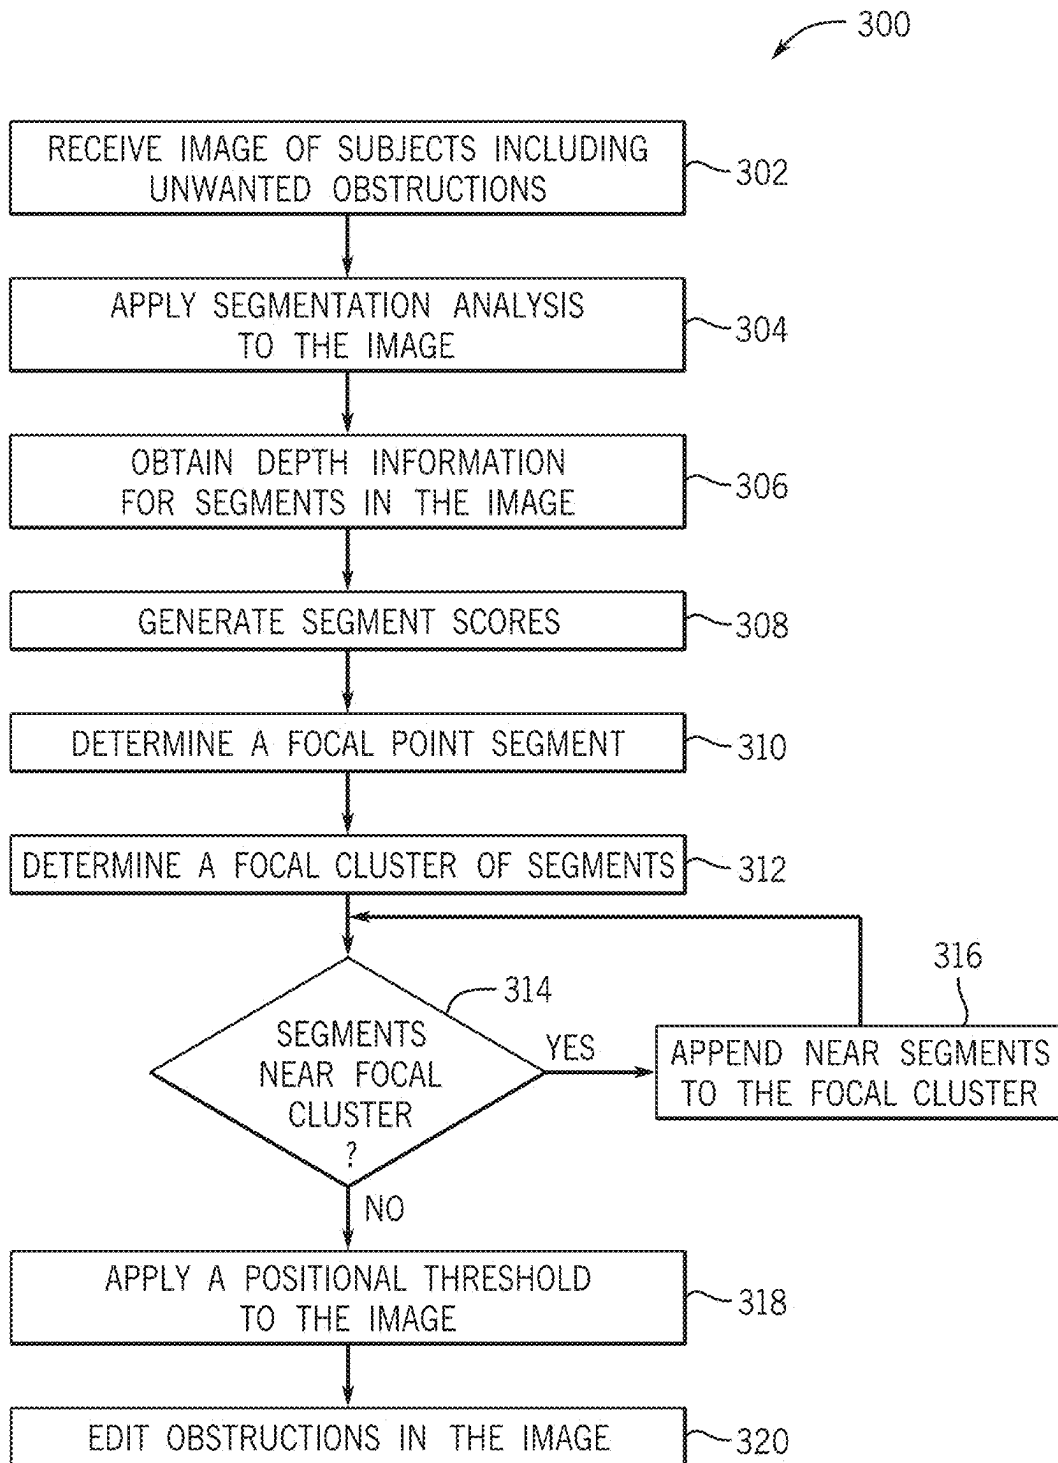 300
RECEIVE IMAGE OF SUBJECTS INCLUDING
UNWANTED OBSTRUCTIONS
302
APPLY SEGMENTATION ANALYSIS
TO THE IMAGE
304
OBTAIN DEPTH INFORMATION
FOR SEGMENTS IN THE IMAGE
306
GENERATE SEGMENT SCORES
308
DETERMINE A FOCAL POINT SEGMENT
310
DETERMINE A FOCAL CLUSTER OF SEGMENTS
312
314
SEGMENTS
NEAR FOCAL
CLUSTER
?
YES
316
APPEND NEAR SEGMENTS
TO THE FOCAL CLUSTER
NO
APPLY A POSITIONAL THRESHOLD
TO THE IMAGE
318
EDIT OBSTRUCTIONS IN THE IMAGE
320